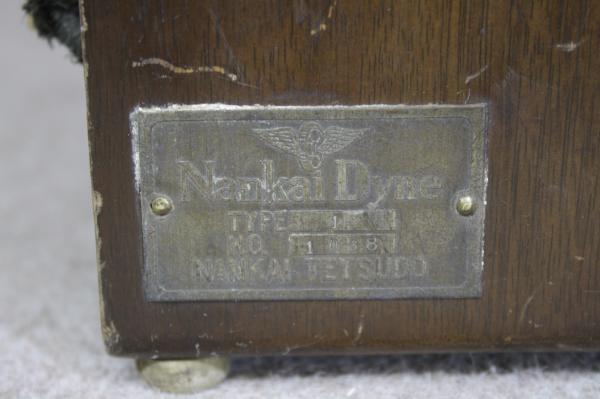 Nankai Dyne
TYPE
NO.
NANKAI TETSUDO